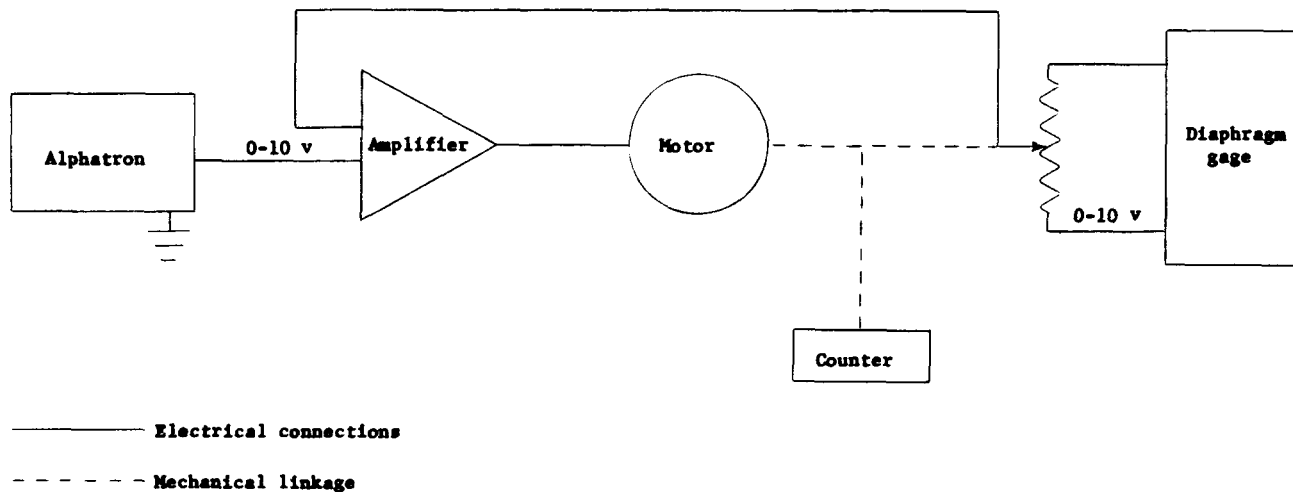 Alphatron
0-10 v
Amplifier
Motor
Diaphragm
gage
0-10 v
Counter
Electrical connections
Mechanical linkage